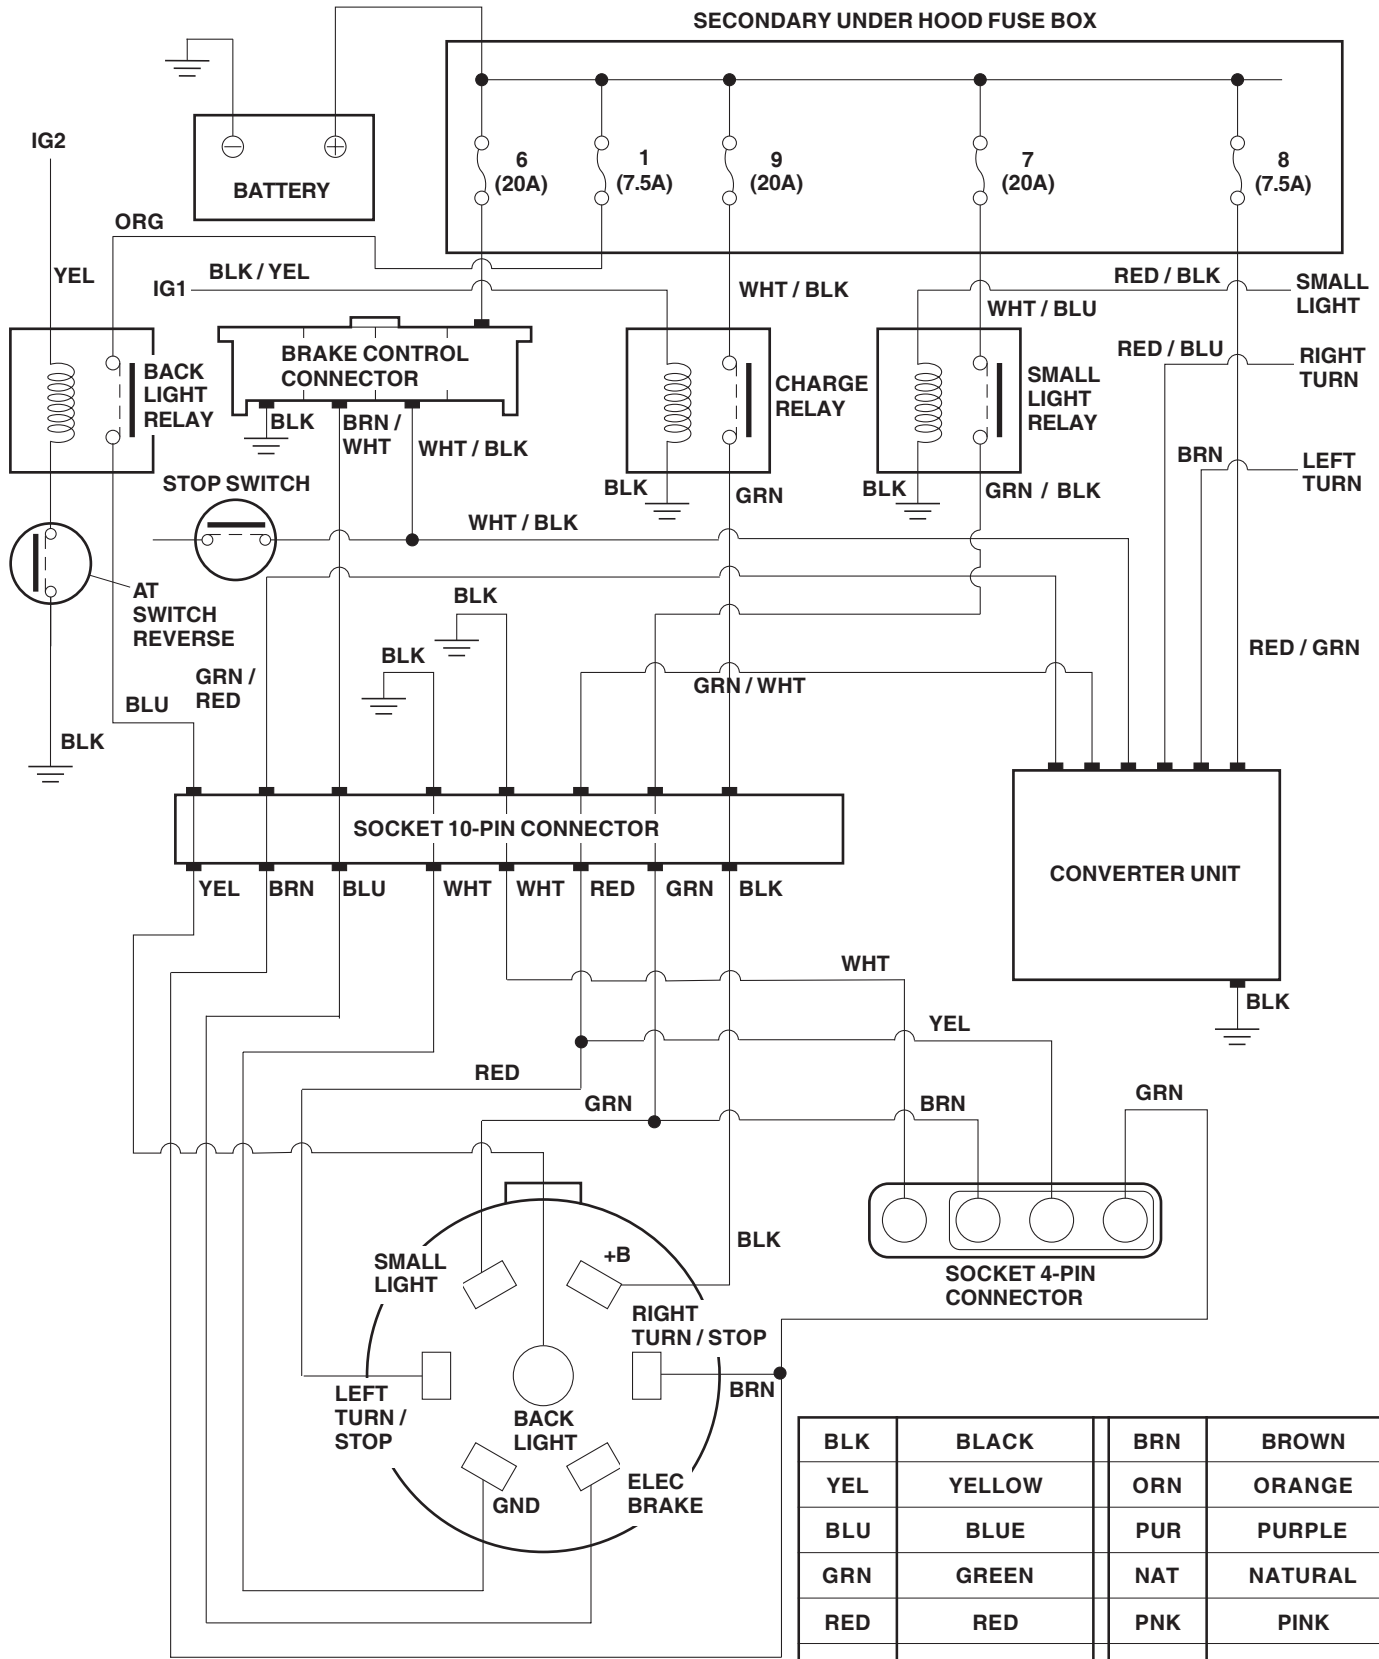 SECONDARY UNDER HOOD FUSE BOX
IG2
BATTERY
6
(20A)
1
(7.5A)
9
(20A)
7
(20A)
8
(7.5A)
ORG
YEL
BLK / YEL
IG1
WHT / BLK
RED / BLK
SMALL
LIGHT
WHT / BLU
BACK
LIGHT
RELAY
BRAKE CONTROL
CONNECTOR
CHARGE
RELAY
SMALL
LIGHT
RELAY
RED / BLU
RIGHT
TURN
BLK
BRN /
WHT
WHT / BLK
BRN
LEFT
TURN
STOP SWITCH
BLK
GRN
BLK
GRN / BLK
WHT / BLK
AT
SWITCH
REVERSE
BLK
BLK
RED / GRN
GRN /
RED
GRN / WHT
BLU
BLK
SOCKET 10-PIN CONNECTOR
CONVERTER UNIT
YEL
BRN
BLU
WHT
WHT
RED
GRN
BLK
WHT
BLK
YEL
RED
GRN
BRN
GRN
BLK
SMALL
LIGHT
+B
SOCKET 4-PIN
CONNECTOR
RIGHT
TURN / STOP
LEFT
TURN /
STOP
BACK
LIGHT
BRN
ELEC
BRAKE
GND
BLK BLACK BRN BROWN
YEL YELLOW ORN ORANGE
BLU BLUE PUR PURPLE
GRN GREEN NAT NATURAL
RED RED PNK PINK